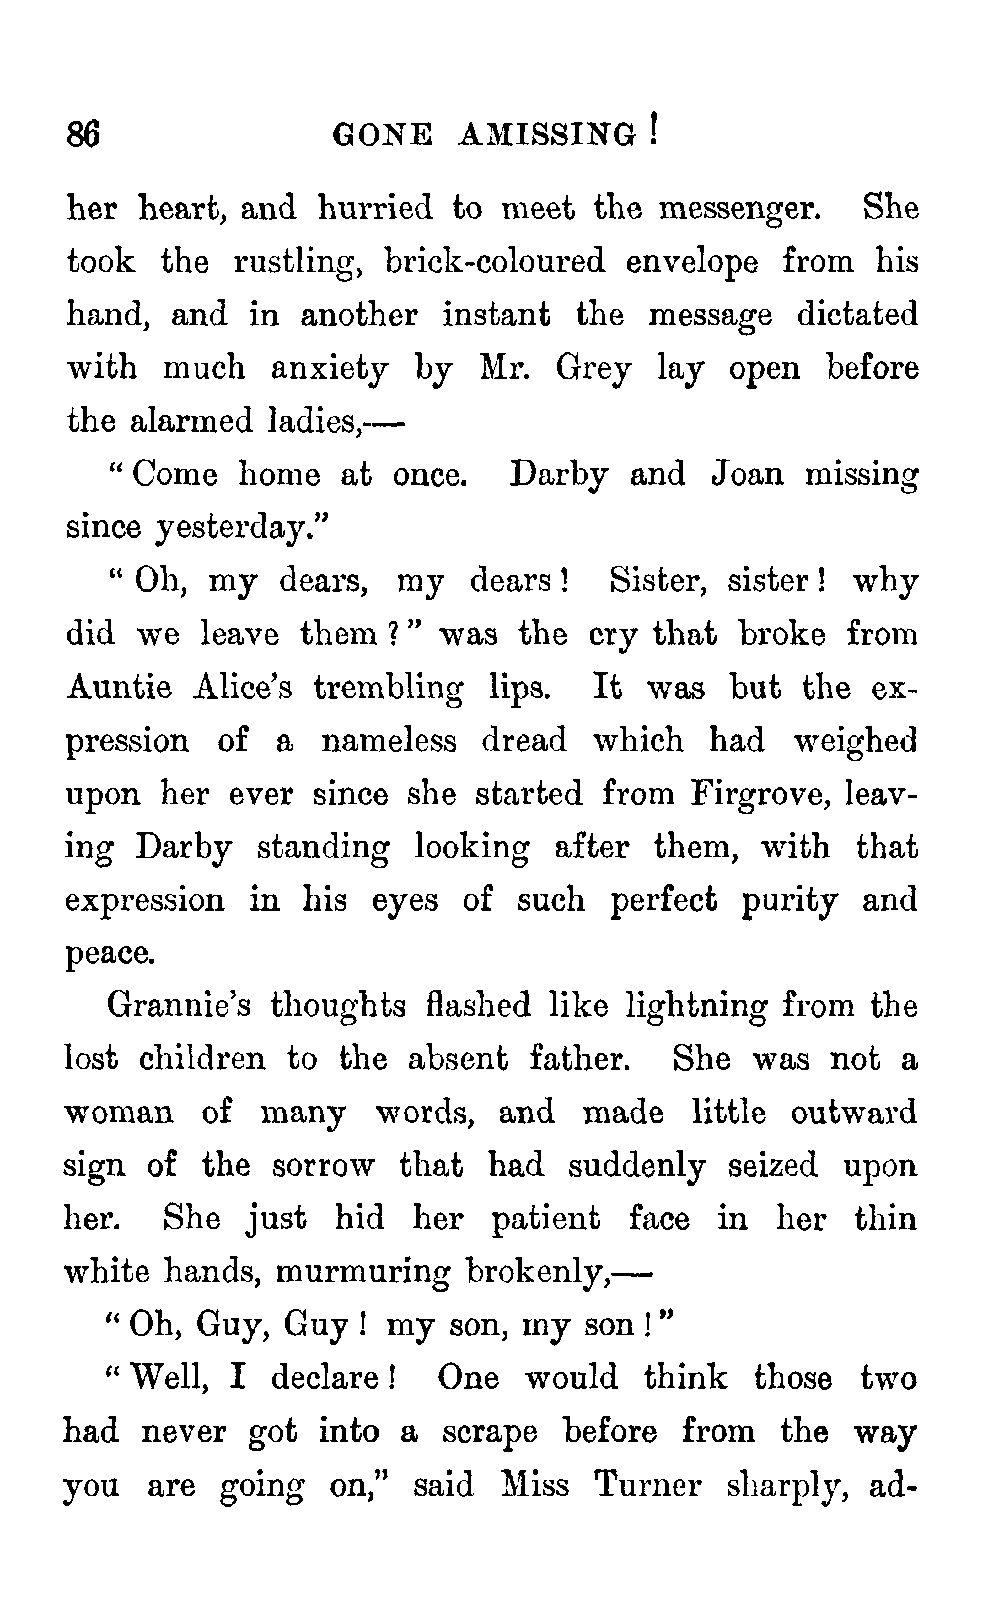 86 GONE AMISSING!
her heart, and hurried to meet the messenger. She
took the rustling, brick-coloured envelope from his
hand, and in another instant the message dictated
with much anxiety by Mr. Grey lay open before
the alarmed ladies,—
"Come home at once. Darby and Joan missing
since yesterday."
"Oh, my dears, my dears! Sister, sister! why
did we leave them?" was the cry that broke from
Auntie Alice's trembling lips. It was but the ex-
pression of a nameless dread which had weighed
upon her ever since she started from Firgrove, leav-
ing Darby standing looking after them, with that
expression in his eyes of such perfect purity and
peace.
Grannie's thoughts flashed like lightning from the
lost children to the absent father. She was not a
woman of many words, and made little outward
sign of the sorrow that had suddenly seized upon
her. She just hid her patient face in her thin
white hands, murmuring brokenly,—
"Oh, Guy, Guy! my son, my son!"
"Well, I declare! One would think those two
had never got into a scrape before from the way
you are going on," said Miss Turner sharply, ad-